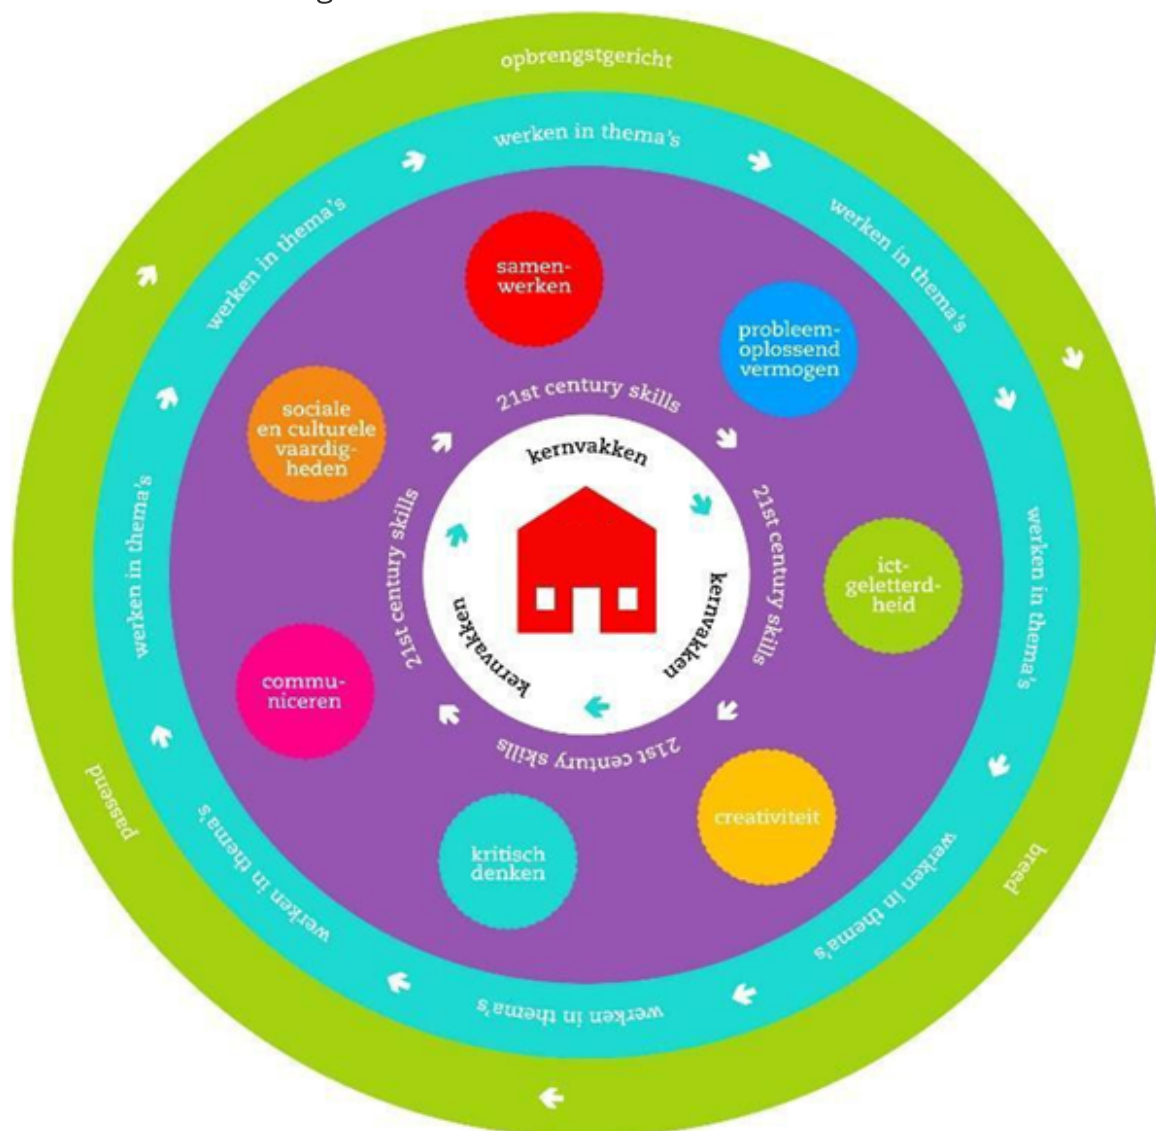 opbrengstgericht
werken in thema's
werken in thema's
werken in thema's
werken in thema's
werken in thema's
werken in thema's
werken in thema's
werken in thema's
breed
passend
samen-
werken
probleem-
oplossend
vermogen
ict-
geletterd-
heid
creativiteit
kritisch
denken
commu-
niceren
sociale
en culturele
vaardig-
heden
21st century skills
21st century skills
21st century skills
21st century skills
kernvakken
kernvakken
kernvakken